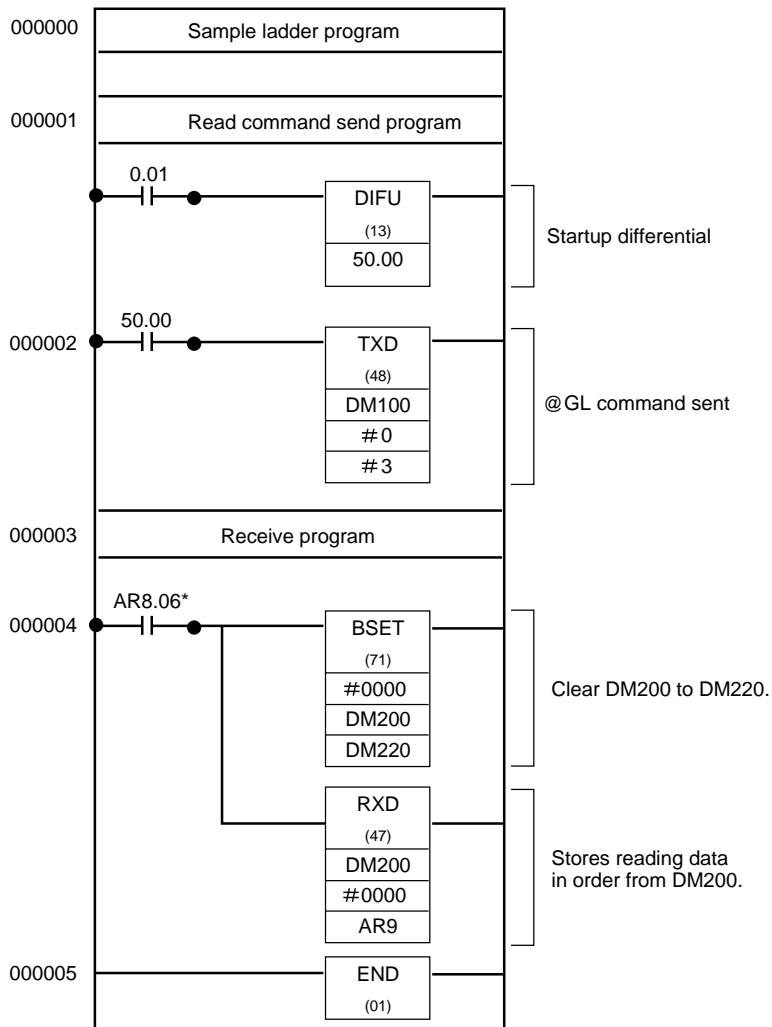 000000 Sample ladder program
000001 Read command send program
0.01
DIFU
(13)
50.00
Startup differential
50.00
000002
TXD
(48)
DM100
#0
#3
@GL command sent
000003 Receive program
AR8.06*
000004
BSET
(71)
#0000
DM200
DM220
Clear DM200 to DM220.
RXD
(47)
DM200
#0000
AR9
Stores reading data
in order from DM200.
000005
END
(01)